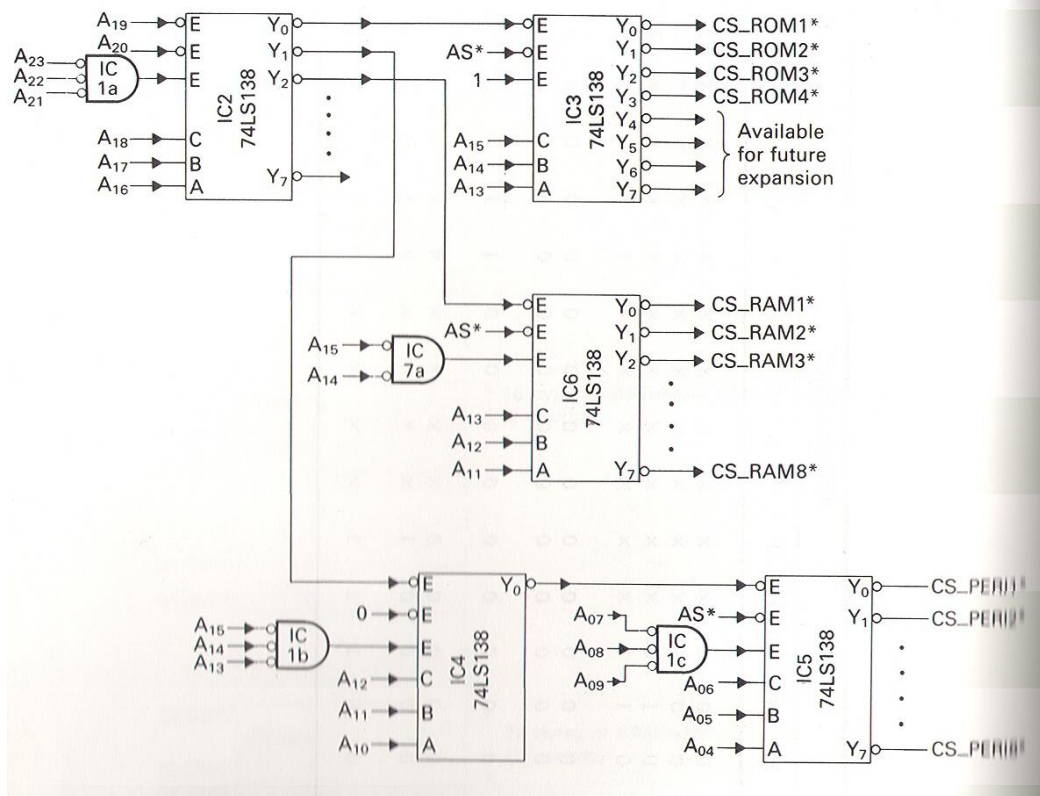 A19 E Y0
A20 E Y1
A23
A22 IC 1a E Y2
A21
IC2 74LS138
A18 C
A17 B
A16 A Y7
E Y0 CS_ROM1*
AS* E Y1 CS_ROM2*
1 E Y2 CS_ROM3*
Y3 CS_ROM4*
IC3 74LS138
Y4
A15 C Y5
A14 B Y6
A13 A Y7
Available
for future
expansion
E Y0 CS_RAM1*
AS* E Y1 CS_RAM2*
A15 IC 7a E Y2 CS_RAM3*
A14
IC6 74LS138
A13 C
A12 B
A11 A Y7 CS_RAM8*
E Y0
0 E
A15
A14 IC 1b E
A13
IC4 74LS138
A12 C
A11 B
A10 A
E Y0
AS* E Y1
A07
A08 IC 1c E
A09
IC5 74LS138
A06 C
A05 B
A04 A Y7